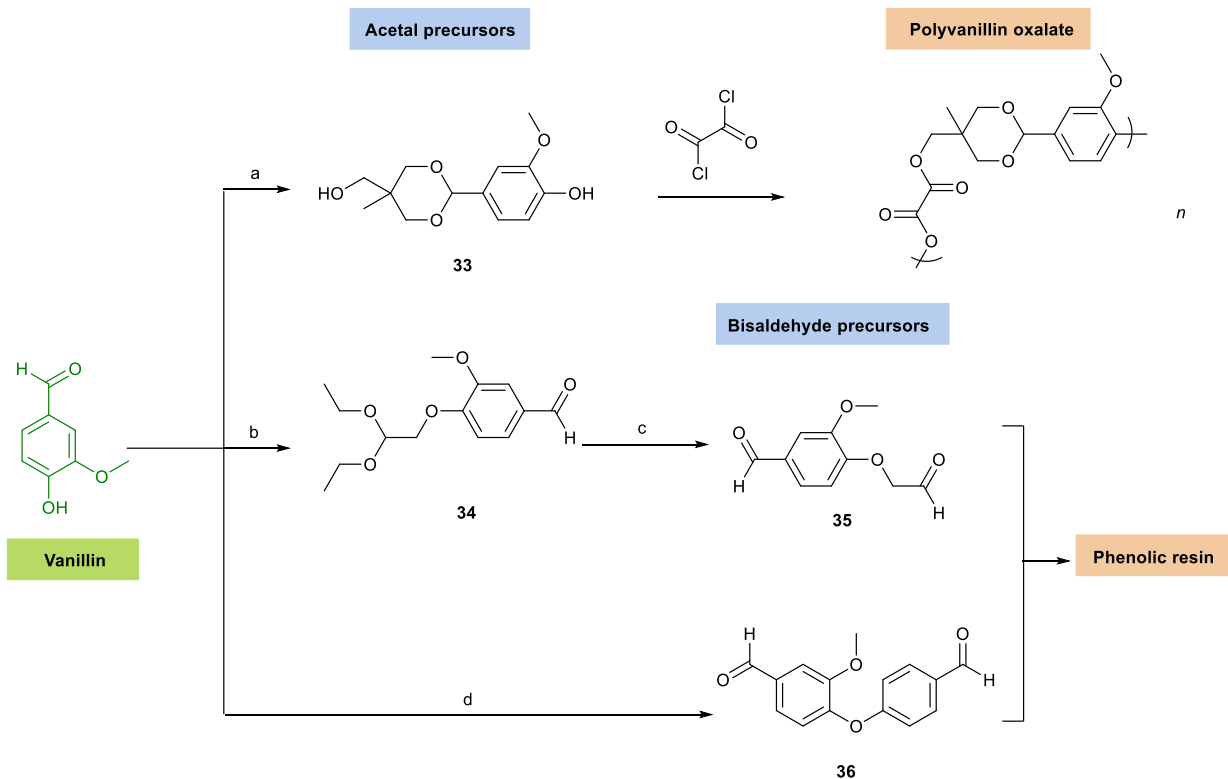 Acetal precursors
Polyvanillin oxalate
a
HO
O
O
O
OH
33
O
Cl
O
Cl
O
O
O
O
O
O
O
n
Bisaldehyde precursors
H
O
O
OH
Vanillin
b
O
O
O
O
O
H
34
c
O
H
O
O
O
H
35
Phenolic resin
d
H
O
O
O
O
H
36